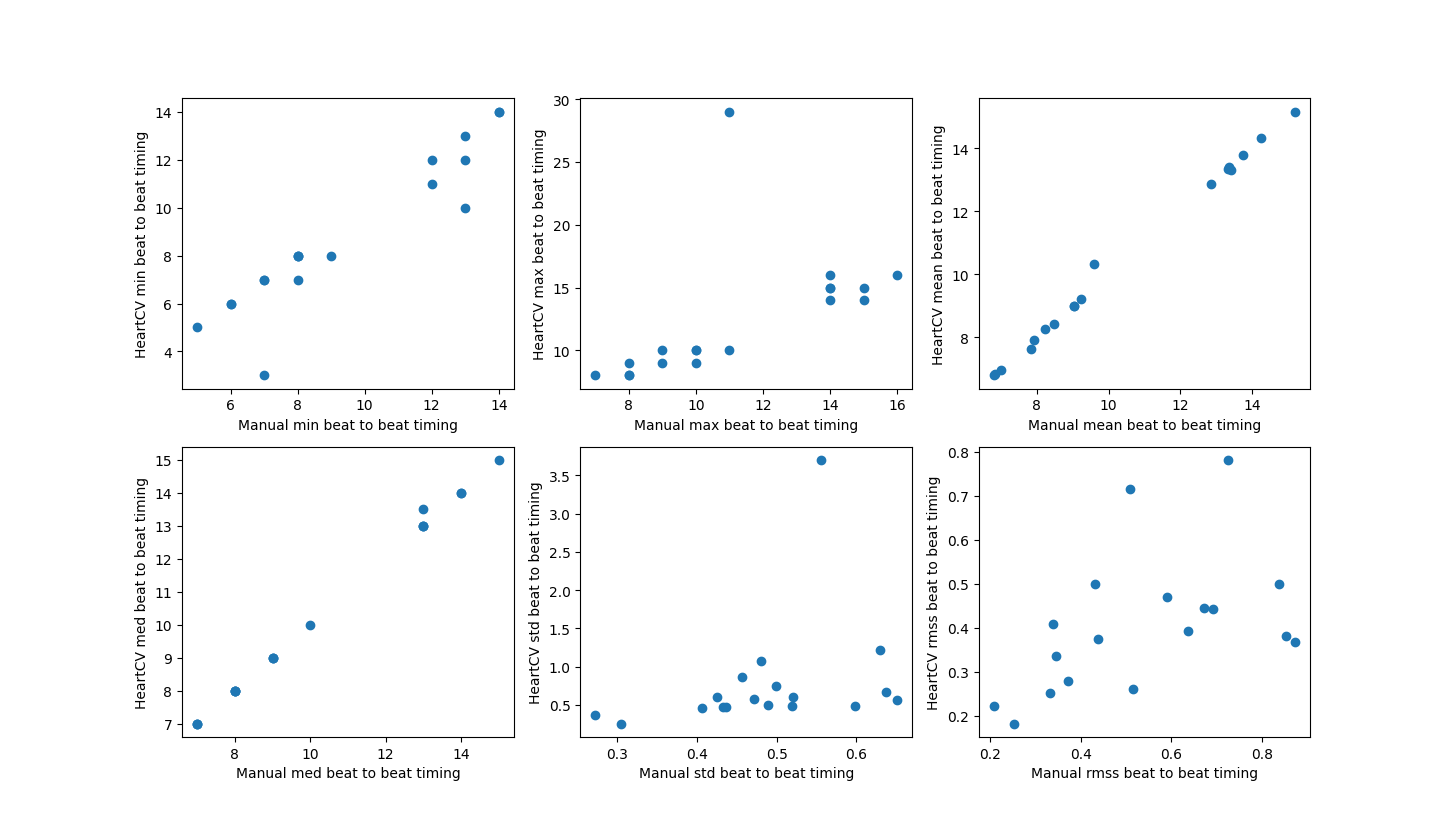 HeartCV min beat to beat timing
14
12
10
8
6
4
6 8 10 12 14
Manual min beat to beat timing
HeartCV max beat to beat timing
30
25
20
15
10
8 10 12 14 16
Manual max beat to beat timing
HeartCV mean beat to beat timing
14
12
10
8
8 10 12 14
Manual mean beat to beat timing
HeartCV med beat to beat timing
15
14
13
12
11
10
9
8
7
8 10 12 14
Manual med beat to beat timing
HeartCV std beat to beat timing
3.5
3.0
2.5
2.0
1.5
1.0
0.5
0.3 0.4 0.5 0.6
Manual std beat to beat timing
HeartCV rmss beat to beat timing
0.8
0.7
0.6
0.5
0.4
0.3
0.2
0.2 0.4 0.6 0.8
Manual rmss beat to beat timing